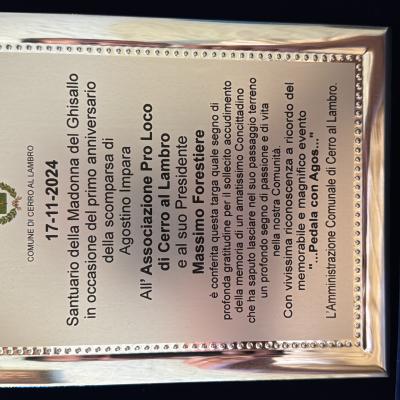 COMUNE DI CERRO AL LAMBRO
17-11-2024
Santuario della Madonna del Ghisallo
in occasione del primo anniversario
della scomparsa di
Agostino Impara
All' Associazione Pro Loco
di Cerro al Lambro
e al suo Presidente
Massimo Forestiere
è conferita questa targa quale segno di
profonda gratitudine per il sollecito accudimento
della memoria di un amatissimo Concittadino
che ha saputo lasciare nel suo passaggio terreno
un profondo segno di passione e di vita
nella nostra Comunità.
Con vivissima riconoscenza a ricordo del
memorabile e magnifico evento
"...Pedala con Agos..."
L'Amministrazione Comunale di Cerro al Lambro.